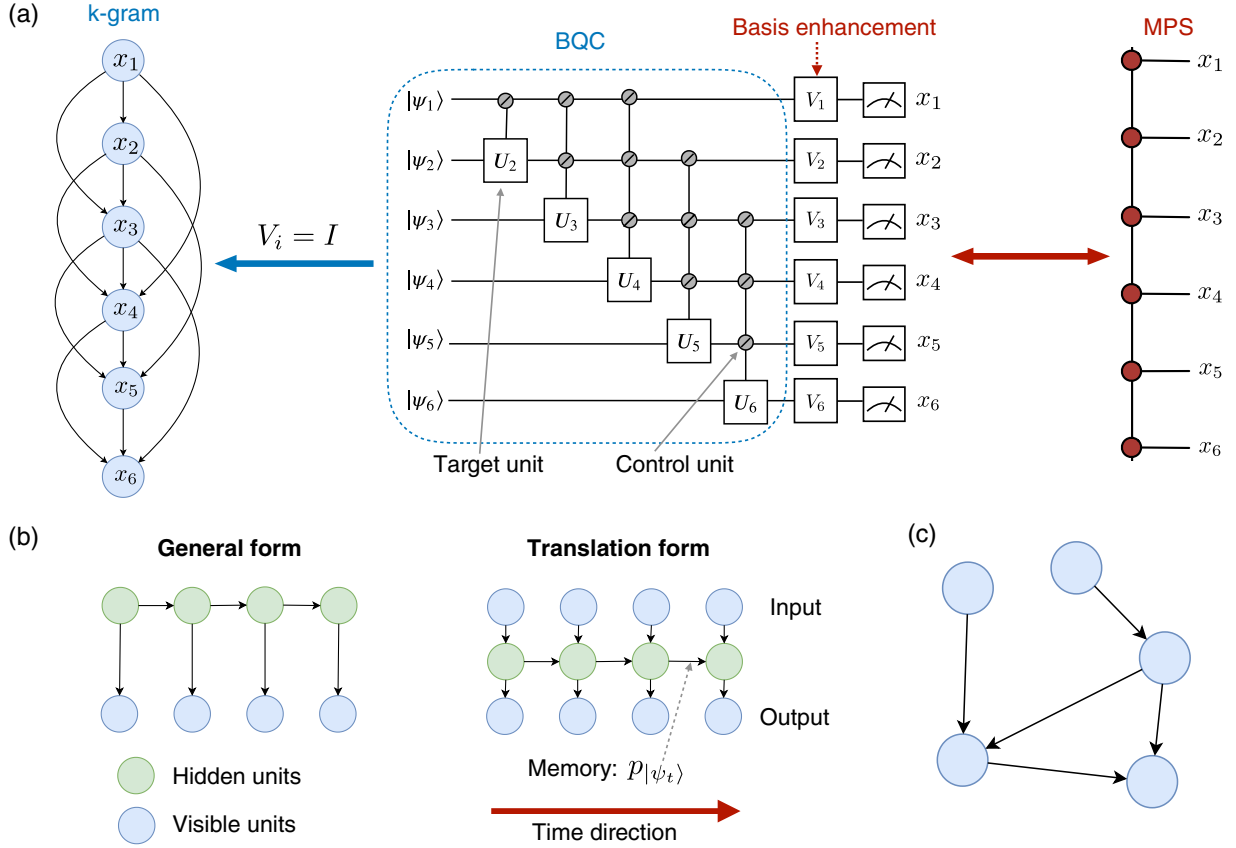 (a)
k-gram
x₁
x₂
x₃
x₄
x₅
x₆
V_i = I
BQC
Basis enhancement
|ψ₁⟩ V₁ x₁
|ψ₂⟩ U₂ V₂ x₂
|ψ₃⟩ U₃ V₃ x₃
|ψ₄⟩ U₄ V₄ x₄
|ψ₅⟩ U₅ V₅ x₅
|ψ₆⟩ U₆ V₆ x₆
Target unit
Control unit
MPS
x₁
x₂
x₃
x₄
x₅
x₆
(b)
General form
Hidden units
Visible units
Translation form
Input
Output
Memory: p_{|ψ_t⟩}
Time direction
(c)